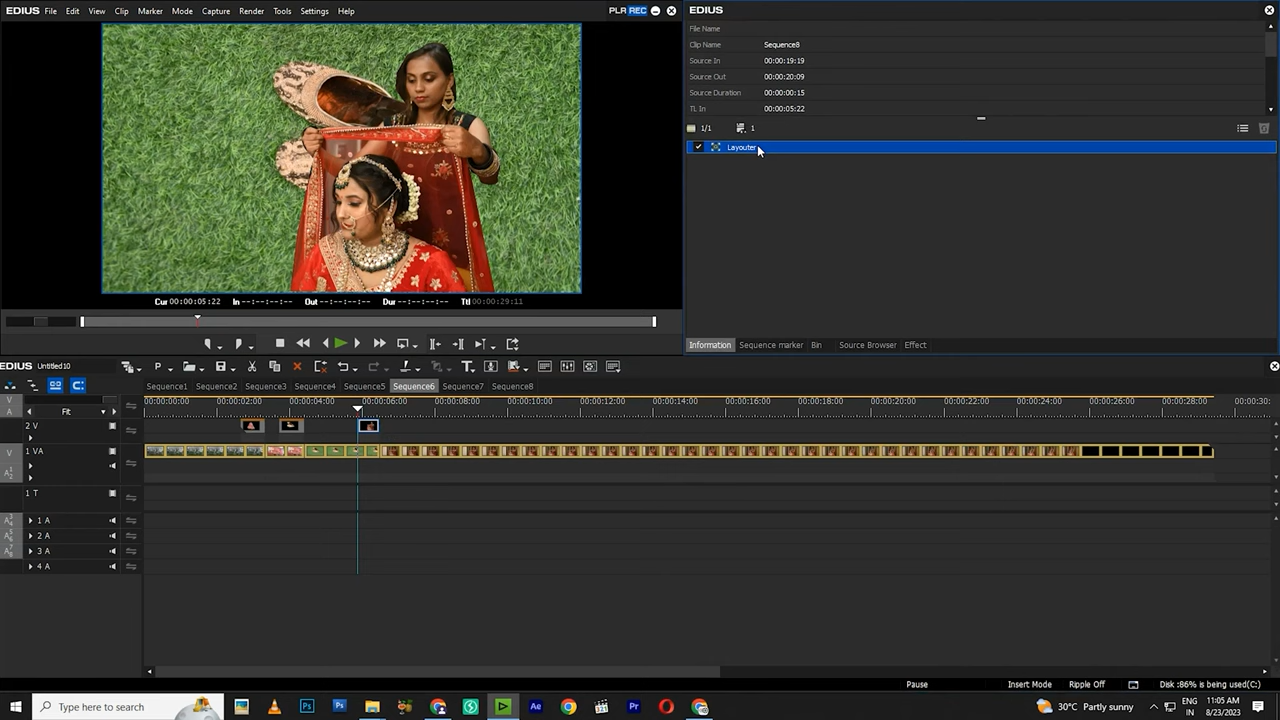 EDIUS File Edit View Clip Marker Mode Capture Render Tools Settings Help PLR REC
EDIUS
File Name
Clip Name Sequence8
Source In 00:00:19:19
Source Out 00:00:20:09
Source Duration 00:00:00:15
TL In 00:00:05:22
1/1 1
Layouter
Cur 00:00:05:22 In --:--:--:-- Out --:--:--:-- Dur --:--:--:-- Ttl 00:00:29:11
Information Sequence marker Bin Source Browser Effect
EDIUS Untitled10
Sequence1 Sequence2 Sequence3 Sequence4 Sequence5 Sequence6 Sequence7 Sequence8
V
A
Fit
00:00:00:00 00:00:02:00 00:00:04:00 00:00:06:00 00:00:08:00 00:00:10:00 00:00:12:00 00:00:14:00 00:00:16:00 00:00:18:00 00:00:20:00 00:00:22:00 00:00:24:00 00:00:26:00 00:00:28:00 00:00:30:
2 V
V 1 VA
1 T
1 A
2 A
3 A
4 A
Pause Insert Mode Ripple Off Disk :86% is being used(C:)
Type here to search
Ps Ps Ae Pr
30°C Partly sunny
ENG
IN
11:05 AM
8/23/2023